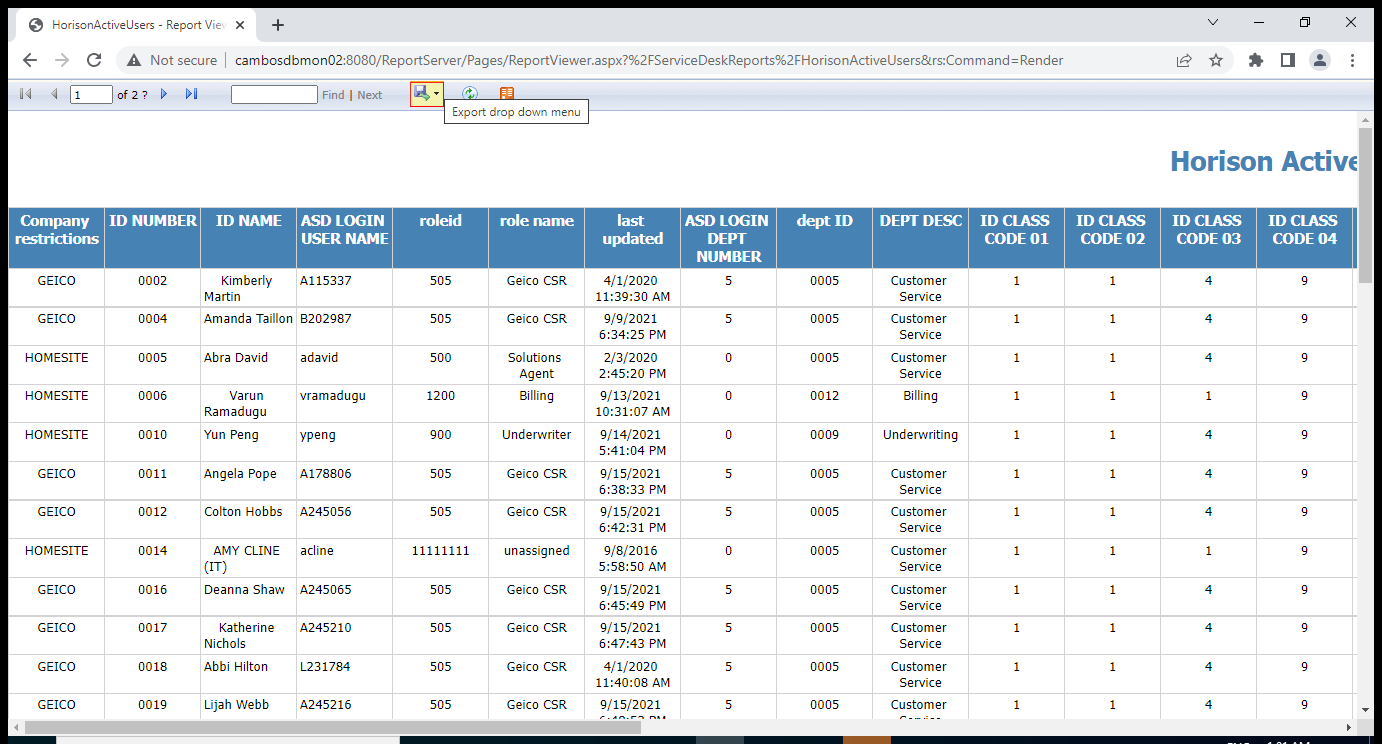 HorisonActiveUsers - Report Vie
Not secure cambosdbmon02:8080/ReportServer/Pages/ReportViewer.aspx?%2FServiceDeskReports%2FHorisonActiveUsers&rs:Command=Render
1 of 2 ? Find | Next
Export drop down menu
Horison Active
Company restrictions ID NUMBER ID NAME ASD LOGIN USER NAME roleid role name last updated ASD LOGIN DEPT NUMBER dept ID DEPT DESC ID CLASS CODE 01 ID CLASS CODE 02 ID CLASS CODE 03 ID CLASS CODE 04
GEICO 0002 Kimberly Martin A115337 505 Geico CSR 4/1/2020 11:39:30 AM 5 0005 Customer Service 1 1 4 9
GEICO 0004 Amanda Taillon B202987 505 Geico CSR 9/9/2021 6:34:25 PM 5 0005 Customer Service 1 1 4 9
HOMESITE 0005 Abra David adavid 500 Solutions Agent 2/3/2020 2:45:20 PM 0 0005 Customer Service 1 1 4 9
HOMESITE 0006 Varun Ramadugu vramadugu 1200 Billing 9/13/2021 10:31:07 AM 0 0012 Billing 1 1 1 9
HOMESITE 0010 Yun Peng ypeng 900 Underwriter 9/14/2021 5:41:04 PM 0 0009 Underwriting 1 1 4 9
GEICO 0011 Angela Pope A178806 505 Geico CSR 9/15/2021 6:38:33 PM 5 0005 Customer Service 1 1 4 9
GEICO 0012 Colton Hobbs A245056 505 Geico CSR 9/15/2021 6:42:31 PM 5 0005 Customer Service 1 1 4 9
HOMESITE 0014 AMY CLINE (IT) acline 11111111 unassigned 9/8/2016 5:58:50 AM 0 0005 Customer Service 1 1 1 9
GEICO 0016 Deanna Shaw A245065 505 Geico CSR 9/15/2021 6:45:49 PM 5 0005 Customer Service 1 1 4 9
GEICO 0017 Katherine Nichols A245210 505 Geico CSR 9/15/2021 6:47:43 PM 5 0005 Customer Service 1 1 4 9
GEICO 0018 Abbi Hilton L231784 505 Geico CSR 4/1/2020 11:40:08 AM 5 0005 Customer Service 1 1 4 9
GEICO 0019 Lijah Webb A245216 505 Geico CSR 9/15/2021 5 0005 Customer 1 1 4 9